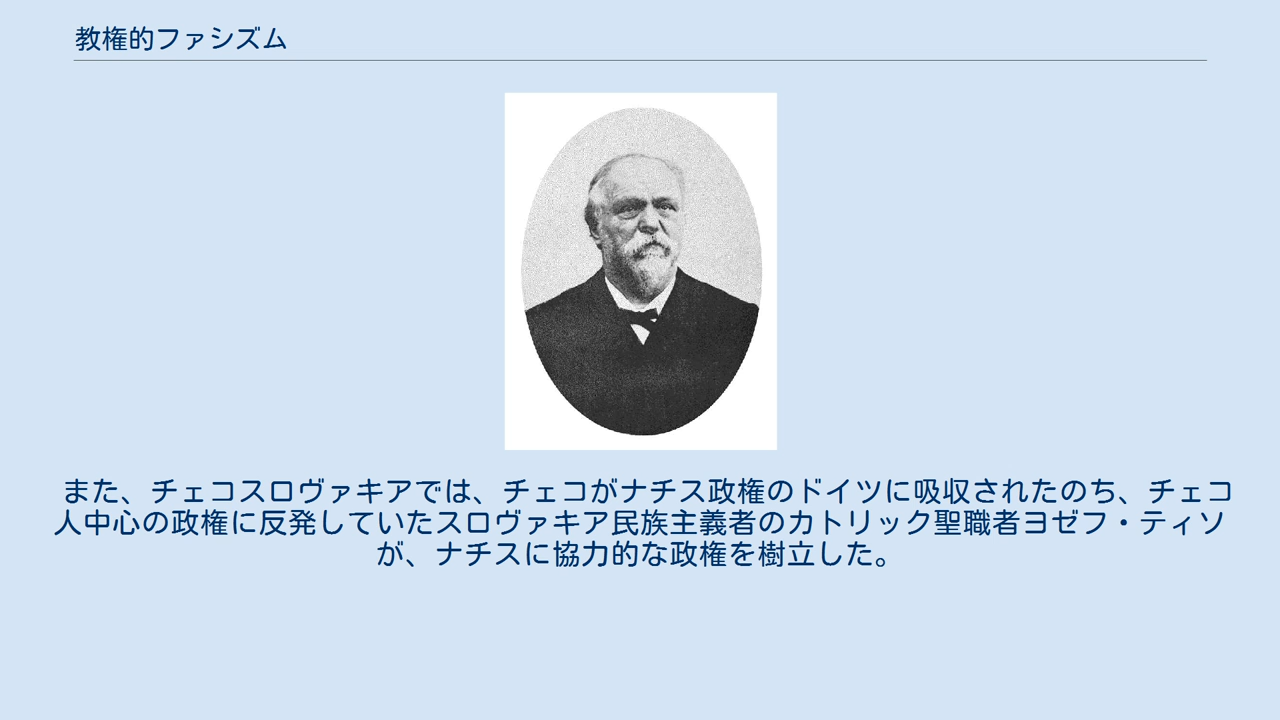 教権的ファシズム
また、チェコスロヴァキアでは、チェコがナチス政権のドイツに吸収されたのち、チェコ
人中心の政権に反発していたスロヴァキア民族主義者のカトリック聖職者ヨゼフ・ティソ
が、ナチスに協力的な政権を樹立した。